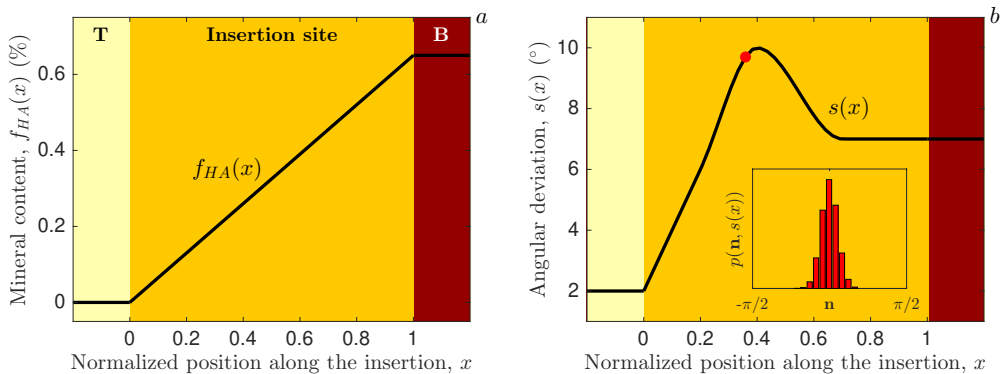 a
T Insertion site B
Mineral content, f_HA(x) (%)
0.6
0.4
0.2
0
f_HA(x)
0 0.2 0.4 0.6 0.8 1
Normalized position along the insertion, x
b
Angular deviation, s(x) (°)
10
8
6
4
2
s(x)
p(n, s(x))
-π/2 n π/2
0 0.2 0.4 0.6 0.8 1
Normalized position along the insertion, x